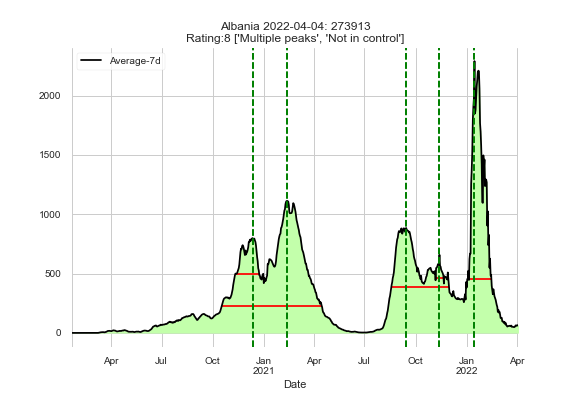 Albania 2022-04-04: 273913
Rating:8 ['Multiple peaks', 'Not in control']
Average-7d
2000
1500
1000
500
0
Apr Jul Oct Jan Apr Jul Oct Jan Apr
2021 2022
Date